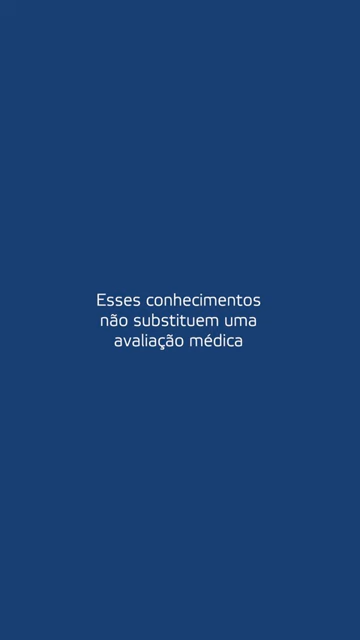 Esses conhecimentos
não substituem uma
avaliação médica